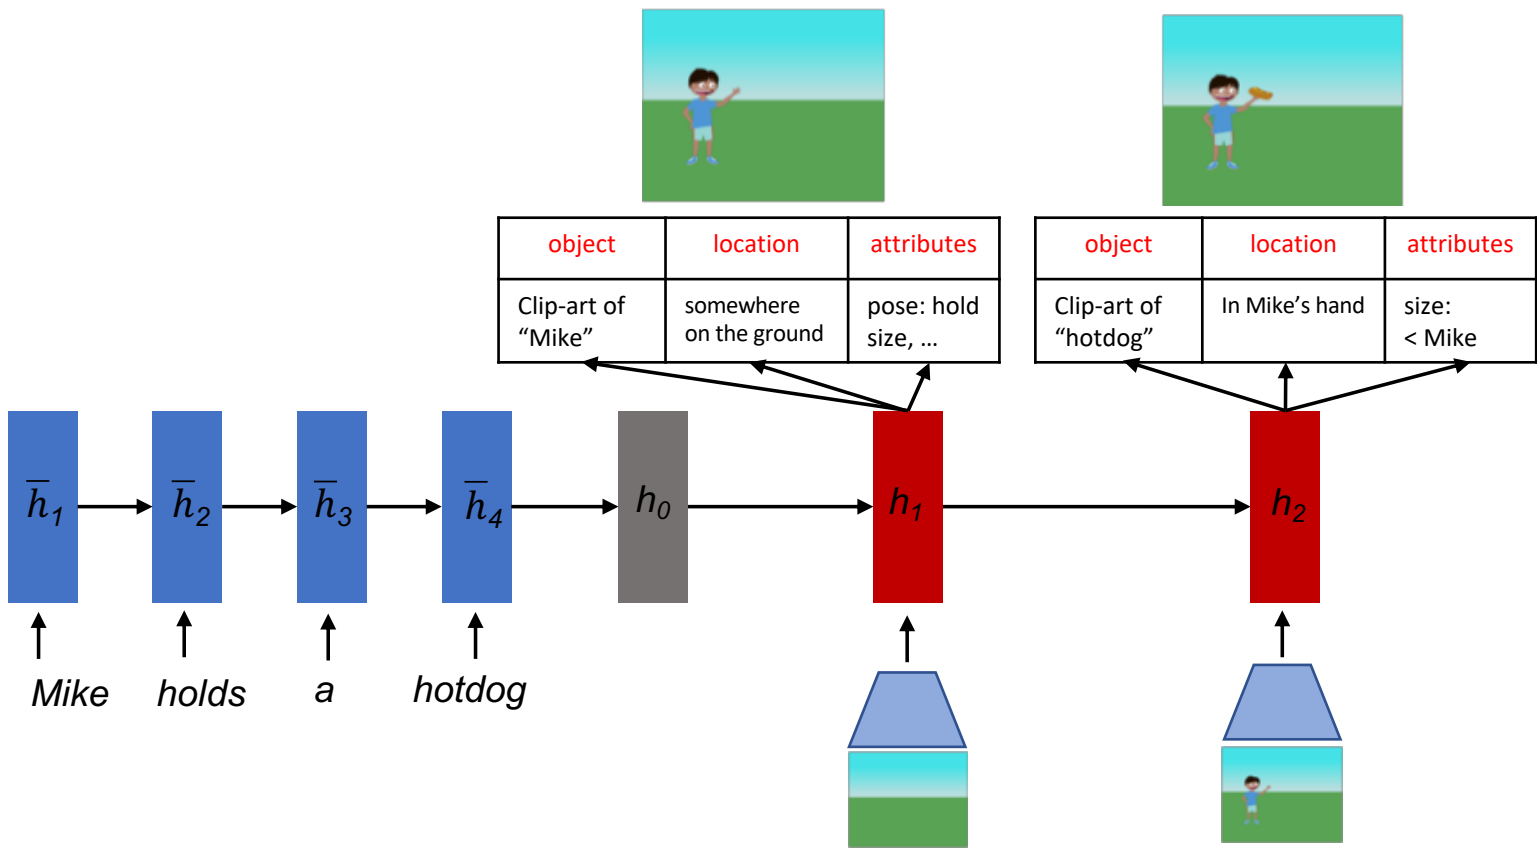 object location attributes
Clip-art of “Mike” somewhere on the ground pose: hold size, …
object location attributes
Clip-art of “hotdog” In Mike’s hand size: < Mike
h̅1 h̅2 h̅3 h̅4 h0 h1 h2
Mike holds a hotdog